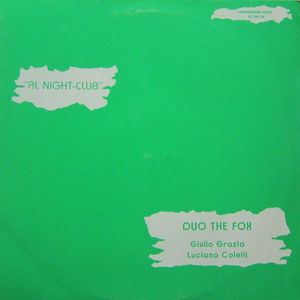 "AL NIGHT-CLUB"
DUO THE FOX
Giulio Grazia
Luciana Colelli